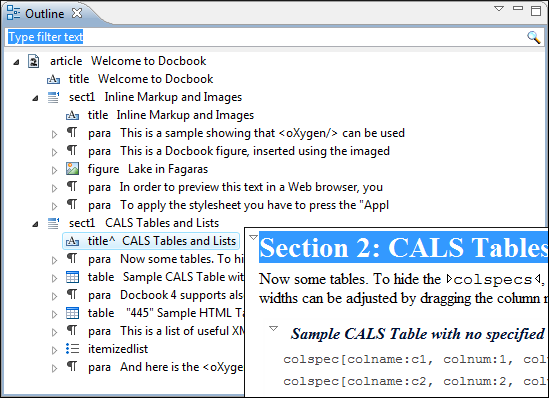 Outline
Type filter text
article Welcome to Docbook
title Welcome to Docbook
sect1 Inline Markup and Images
title Inline Markup and Images
para This is a sample showing that <oXygen/> can be used
para This is a Docbook figure, inserted using the imaged
figure Lake in Fagaras
para In order to preview this text in a Web browser, you
para To apply the stylesheet you have to press the "Appl
sect1 CALS Tables and Lists
title^ CALS Tables and Lists
para Now some tables. To hi
table Sample CALS Table wit
para Docbook 4 supports als
table "445" Sample HTML Ta
para This is a list of useful XM
itemizedlist
para And here is the <oXyge
Section 2: CALS Tables
Now some tables. To hide the colspecs,
widths can be adjusted by dragging the column
Sample CALS Table with no specified
colspec[colname:c1, colnum:1, col
colspec[colname:c2, colnum:2, col